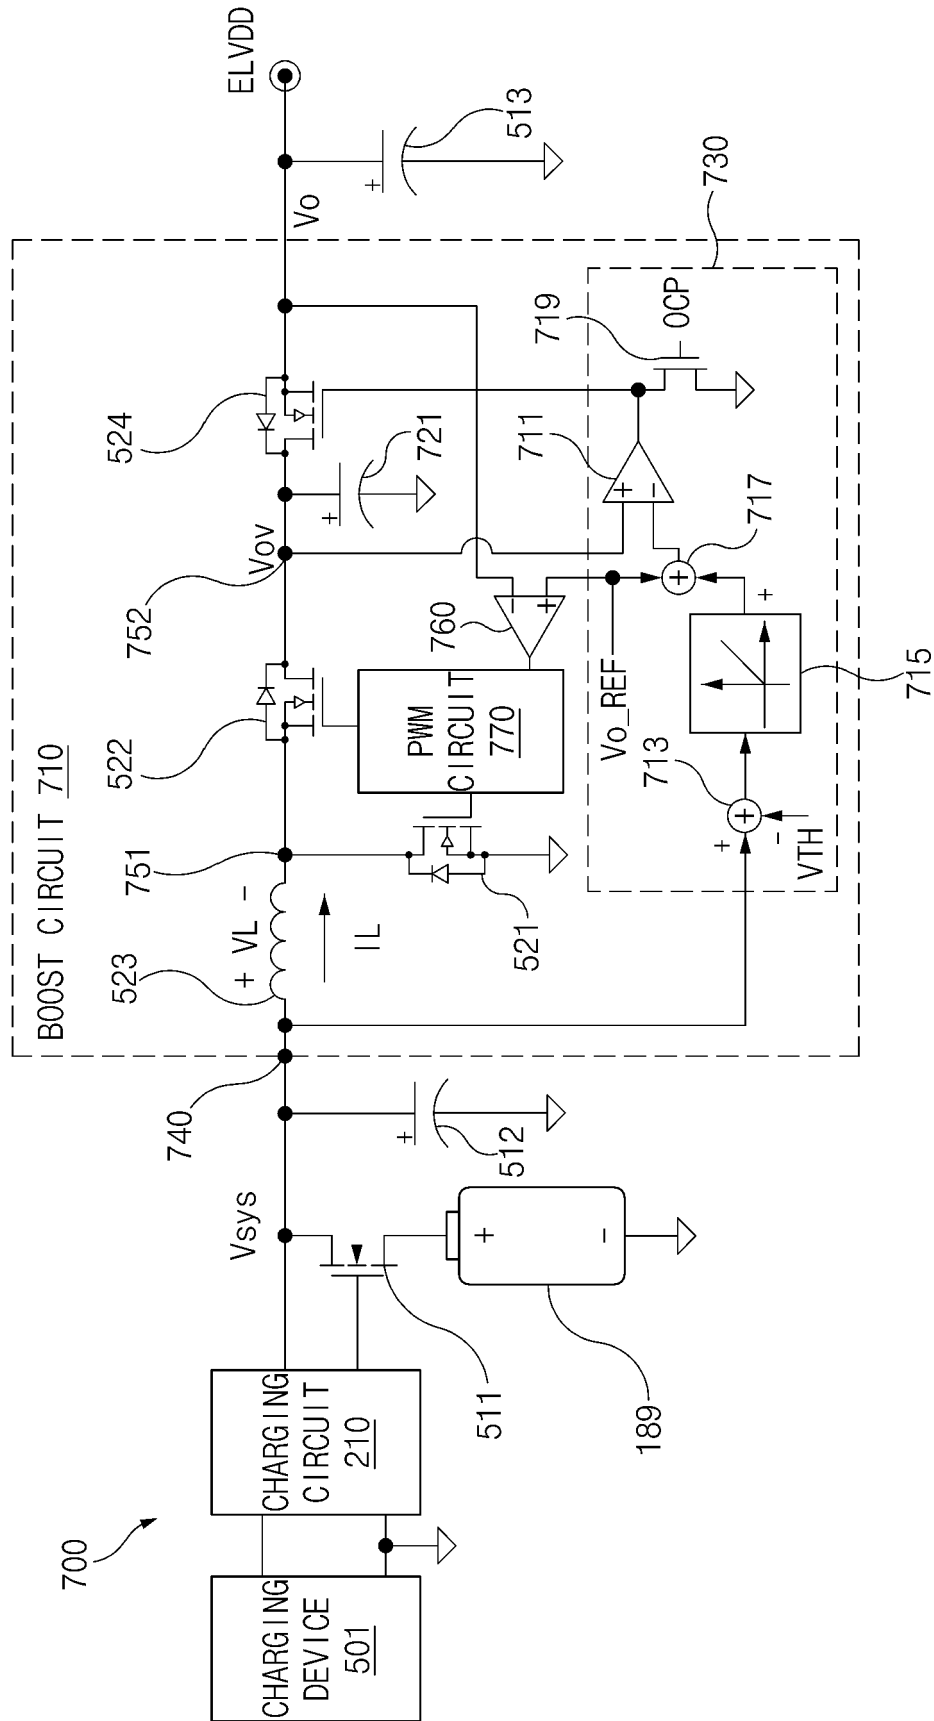 700
CHARGING
DEVICE
501
CHARGING
CIRCUIT
210
511
189
+
-
Vsys
740
+
512
BOOST CIRCUIT 710
523
+ VL -
IL
751
521
522
PWM
CIRCUIT
770
752
Vov
+
721
524
760
-
+
Vo_REF
713
+
-
VTH
715
+
717
711
+
-
719
OCP
730
Vo
+
513
ELVDD